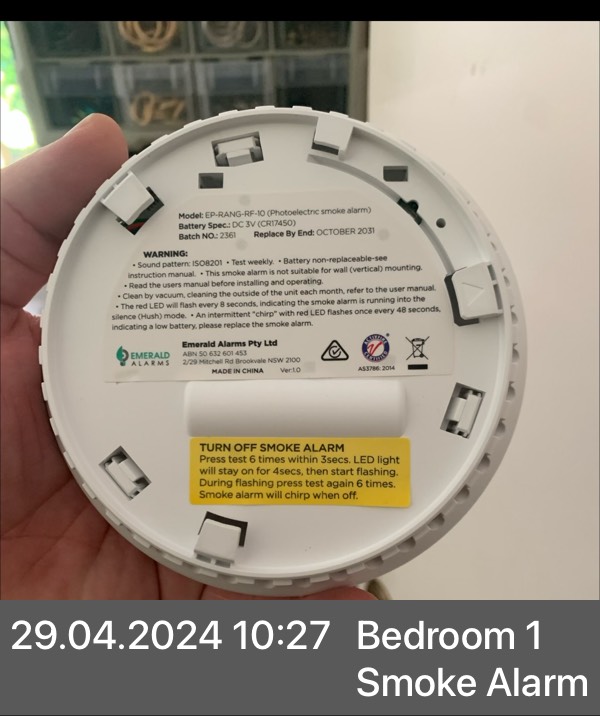 Model: EP-RANG-RF-10 (Photoelectric smoke alarm)
Battery Spec.: DC 3V (CR17450)
Batch NO.: 2361 Replace By End: OCTOBER 2031
WARNING:
• Sound pattern: ISO8201 • Test weekly. • Battery non-replaceable-see
instruction manual. • This smoke alarm is not suitable for wall (vertical) mounting.
• Read the users manual before installing and operating.
• Clean by vacuum, cleaning the outside of the unit each month, refer to the user manual.
• The red LED will flash every 8 seconds, indicating the smoke alarm is running into the
silence (Hush) mode. • An intermittent "chirp" with red LED flashes once every 48 seconds,
indicating a low battery, please replace the smoke alarm.
EMERALD
ALARMS
Emerald Alarms Pty Ltd
ABN 50 632 601 453
2/29 Mitchell Rd Brookvale NSW 2100
MADE IN CHINA Ver:1.0
AS3786: 2014
TURN OFF SMOKE ALARM
Press test 6 times within 3secs. LED light
will stay on for 4secs, then start flashing.
During flashing press test again 6 times.
Smoke alarm will chirp when off.
29.04.2024 10:27 Bedroom 1
Smoke Alarm